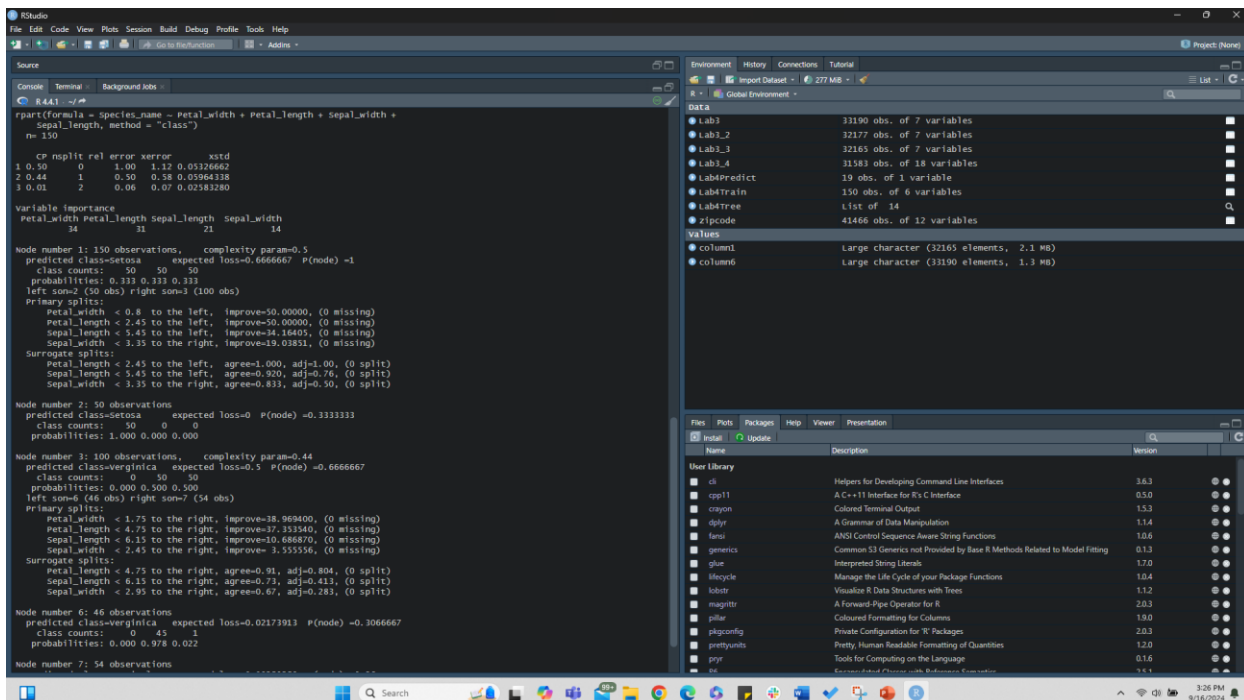 RStudio
File Edit Code View Plots Session Build Debug Profile Tools Help
Go to file/function Addins
Project: (None)
Source
Console Terminal Background Jobs
R 4.4.1 · ~/
rpart(formula = Species_name ~ Petal_width + Petal_length + Sepal_width +
Sepal_length, method = "class")
n= 150
CP nsplit rel error xerror xstd
1 0.50 0 1.00 1.12 0.05326662
2 0.44 1 0.50 0.58 0.05964338
3 0.01 2 0.06 0.07 0.02583280
Variable importance
Petal_width Petal_length Sepal_length Sepal_width
34 31 21 14
Node number 1: 150 observations, complexity param=0.5
predicted class=Setosa expected loss=0.6666667 P(node) =1
class counts: 50 50 50
probabilities: 0.333 0.333 0.333
left son=2 (50 obs) right son=3 (100 obs)
Primary splits:
Petal_width < 0.8 to the left, improve=50.00000, (0 missing)
Petal_length < 2.45 to the left, improve=50.00000, (0 missing)
Sepal_length < 5.45 to the left, improve=34.16405, (0 missing)
Sepal_width < 3.35 to the right, improve=19.03851, (0 missing)
Surrogate splits:
Petal_length < 2.45 to the left, agree=1.000, adj=1.00, (0 split)
Sepal_length < 5.45 to the left, agree=0.920, adj=0.76, (0 split)
Sepal_width < 3.35 to the right, agree=0.833, adj=0.50, (0 split)
Node number 2: 50 observations
predicted class=Setosa expected loss=0 P(node) =0.3333333
class counts: 50 0 0
probabilities: 1.000 0.000 0.000
Node number 3: 100 observations, complexity param=0.44
predicted class=Verginica expected loss=0.5 P(node) =0.6666667
class counts: 0 50 50
probabilities: 0.000 0.500 0.500
left son=6 (46 obs) right son=7 (54 obs)
Primary splits:
Petal_width < 1.75 to the right, improve=38.969400, (0 missing)
Petal_length < 4.75 to the right, improve=37.353540, (0 missing)
Sepal_length < 6.15 to the right, improve=10.686870, (0 missing)
Sepal_width < 2.45 to the right, improve= 3.555556, (0 missing)
Surrogate splits:
Petal_length < 4.75 to the right, agree=0.91, adj=0.804, (0 split)
Sepal_length < 6.15 to the right, agree=0.73, adj=0.413, (0 split)
Sepal_width < 2.95 to the right, agree=0.67, adj=0.283, (0 split)
Node number 6: 46 observations
predicted class=Verginica expected loss=0.02173913 P(node) =0.3066667
class counts: 0 45 1
probabilities: 0.000 0.978 0.022
Node number 7: 54 observations
Environment History Connections Tutorial
Import Dataset 277 MiB List
R Global Environment
Data
Lab3 33190 obs. of 7 variables
Lab3_2 32177 obs. of 7 variables
Lab3_3 32165 obs. of 7 variables
Lab3_4 31583 obs. of 18 variables
Lab4Predict 19 obs. of 1 variable
Lab4Train 150 obs. of 6 variables
Lab4Tree List of 14
zipcode 41466 obs. of 12 variables
Values
column1 Large character (32165 elements, 2.1 MB)
column6 Large character (33190 elements, 1.3 MB)
Files Plots Packages Help Viewer Presentation
Install Update
Name Description Version
User Library
cli Helpers for Developing Command Line Interfaces 3.6.3
cpp11 A C++11 Interface for R's C Interface 0.5.0
crayon Colored Terminal Output 1.5.3
dplyr A Grammar of Data Manipulation 1.1.4
fansi ANSI Control Sequence Aware String Functions 1.0.6
generics Common S3 Generics not Provided by Base R Methods Related to Model Fitting 0.1.3
glue Interpreted String Literals 1.7.0
lifecycle Manage the Life Cycle of your Package Functions 1.0.4
lobstr Visualize R Data Structures with Trees 1.1.2
magrittr A Forward-Pipe Operator for R 2.0.3
pillar Coloured Formatting for Columns 1.9.0
pkgconfig Private Configuration for 'R' Packages 2.0.3
prettyunits Pretty, Human Readable Formatting of Quantities 1.2.0
pryr Tools for Computing on the Language 0.1.6
R6 Encapsulated Classes with Reference Semantics 2.5.1
Search
99+
3:26 PM
9/16/2024